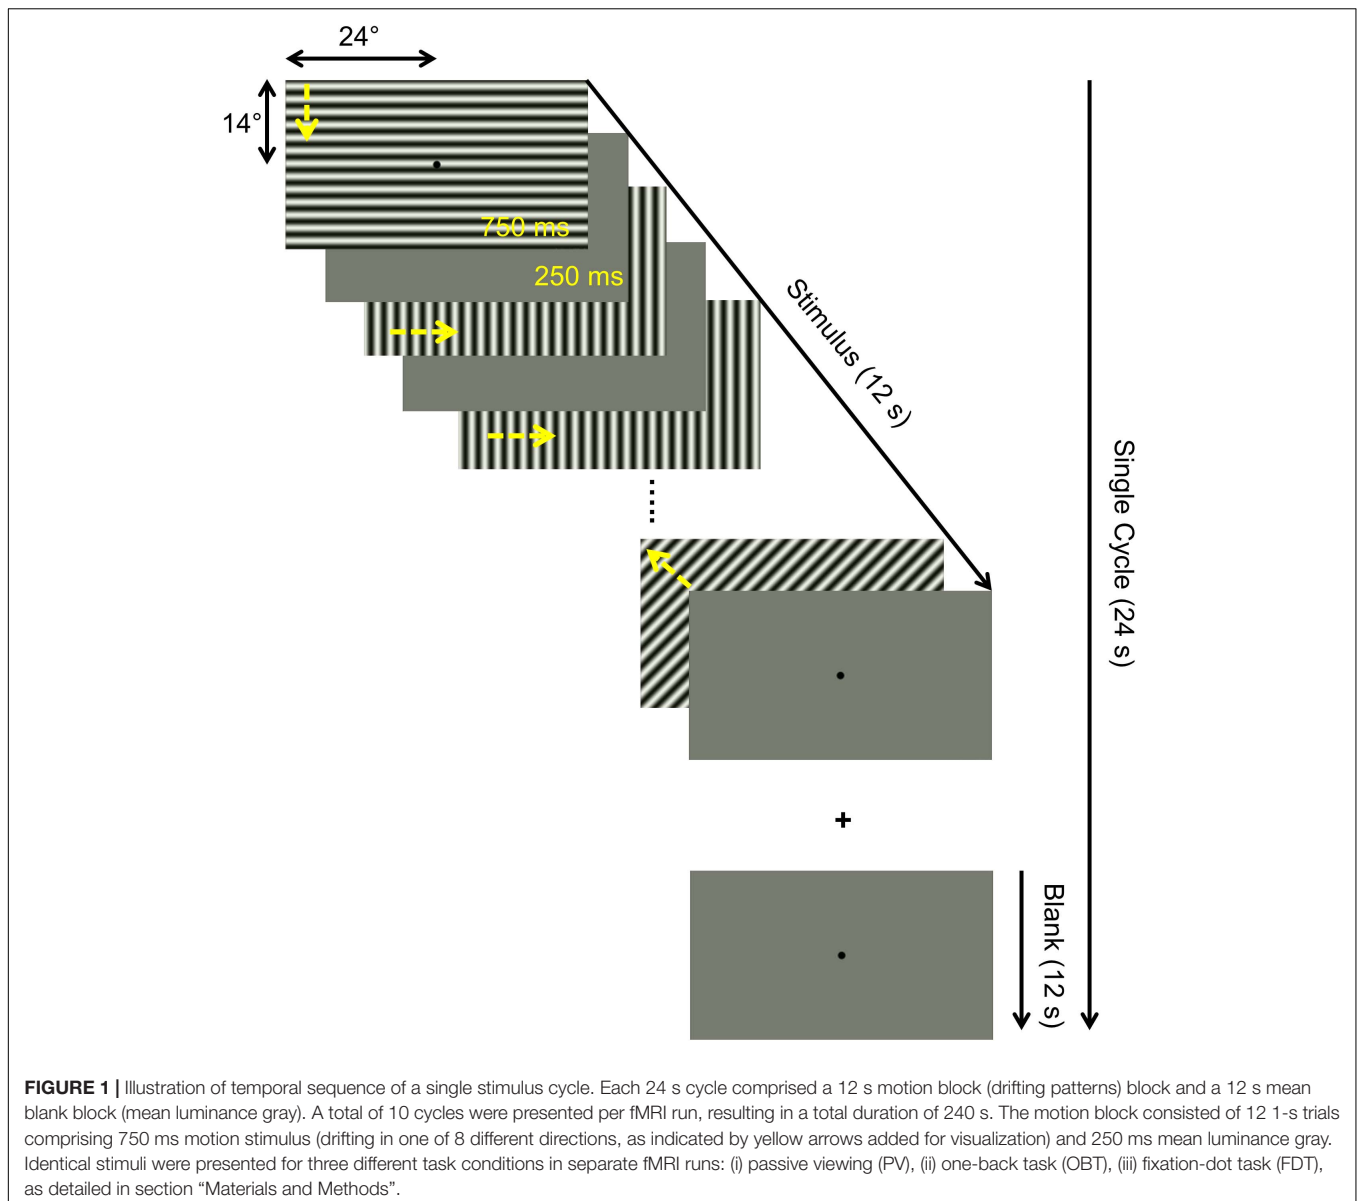 24°
14°
750 ms
250 ms
Stimulus (12 s)
Single Cycle (24 s)
+
Blank (12 s)
FIGURE 1 | Illustration of temporal sequence of a single stimulus cycle. Each 24 s cycle comprised a 12 s motion block (drifting patterns) block and a 12 s mean
blank block (mean luminance gray). A total of 10 cycles were presented per fMRI run, resulting in a total duration of 240 s. The motion block consisted of 12 1-s trials
comprising 750 ms motion stimulus (drifting in one of 8 different directions, as indicated by yellow arrows added for visualization) and 250 ms mean luminance gray.
Identical stimuli were presented for three different task conditions in separate fMRI runs: (i) passive viewing (PV), (ii) one-back task (OBT), (iii) fixation-dot task (FDT),
as detailed in section “Materials and Methods”.